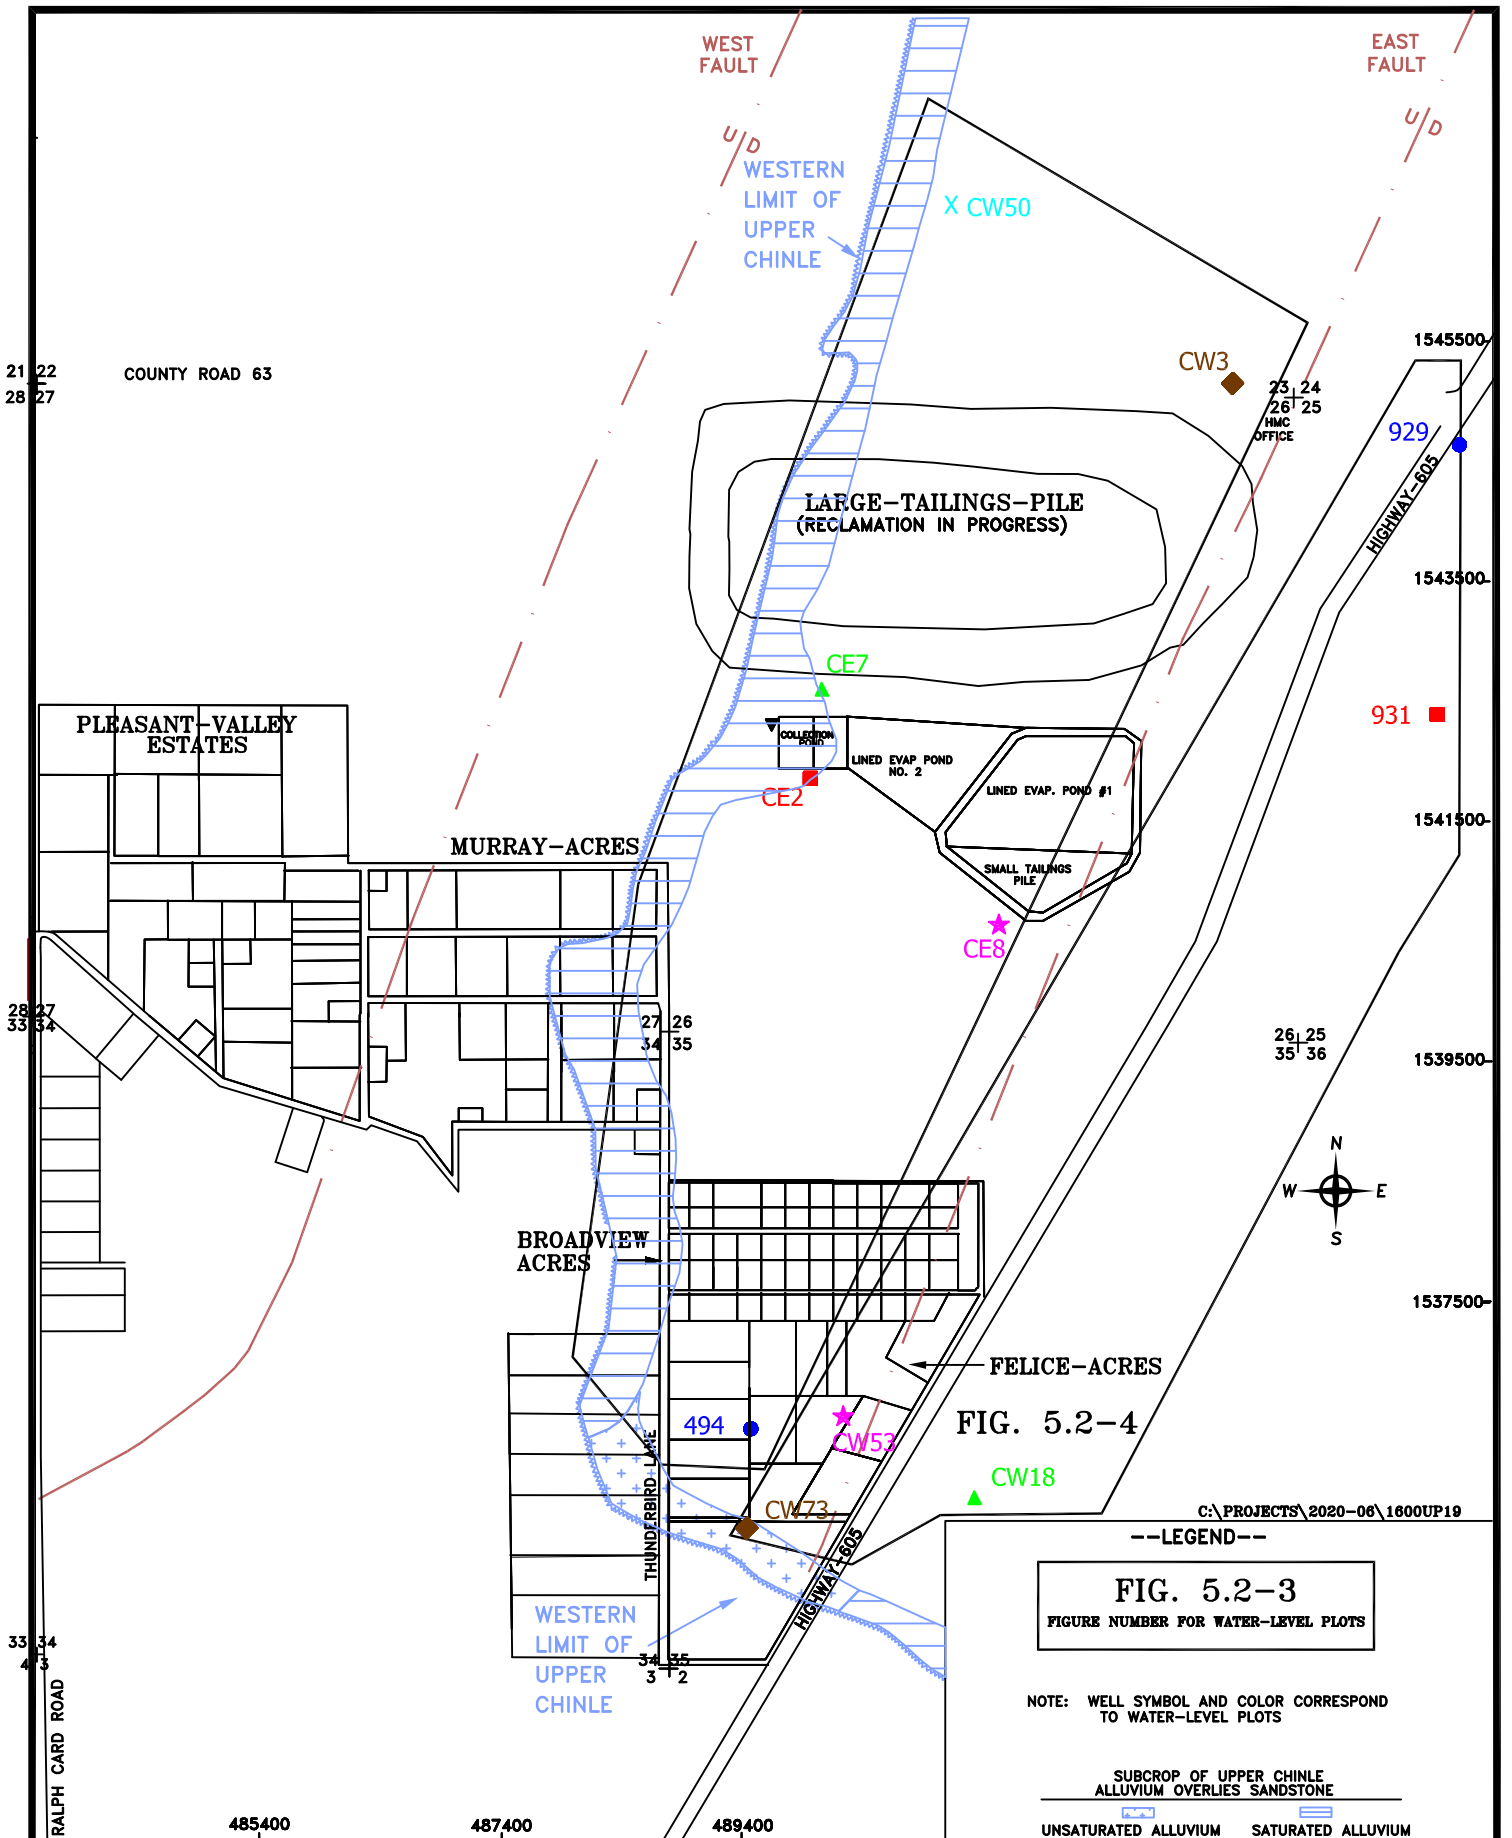 WEST
FAULT
EAST
FAULT
U D
U D
WESTERN
LIMIT OF
UPPER
CHINLE
X CW50
1545500
CW3
21 22
28 27
COUNTY ROAD 63
23 24
26 25
HMC
OFFICE
929
HIGHWAY-605
LARGE-TAILINGS-PILE
(RECLAMATION IN PROGRESS)
1543500
CE7
931
PLEASANT-VALLEY
ESTATES
COLLECTION
POND
LINED EVAP POND
NO. 2
LINED EVAP. POND #1
CE2
1541500
MURRAY-ACRES
SMALL TAILINGS
PILE
CE8
28 27
33 34
27 26
34 35
26 25
35 36
1539500
N
W E
S
BROADVIEW
ACRES
1537500
FELICE-ACRES
494
CW53
FIG. 5.2-4
THUNDERBIRD LANE
CW18
CW73
HIGHWAY-605
C:\PROJECTS\2020-06\1600UP19
--LEGEND--
FIG. 5.2-3
FIGURE NUMBER FOR WATER-LEVEL PLOTS
WESTERN
LIMIT OF
UPPER
CHINLE
33 34
4 3
34 35
3 2
RALPH CARD ROAD
NOTE: WELL SYMBOL AND COLOR CORRESPOND
TO WATER-LEVEL PLOTS
SUBCROP OF UPPER CHINLE
ALLUVIUM OVERLIES SANDSTONE
UNSATURATED ALLUVIUM SATURATED ALLUVIUM
485400
487400
489400